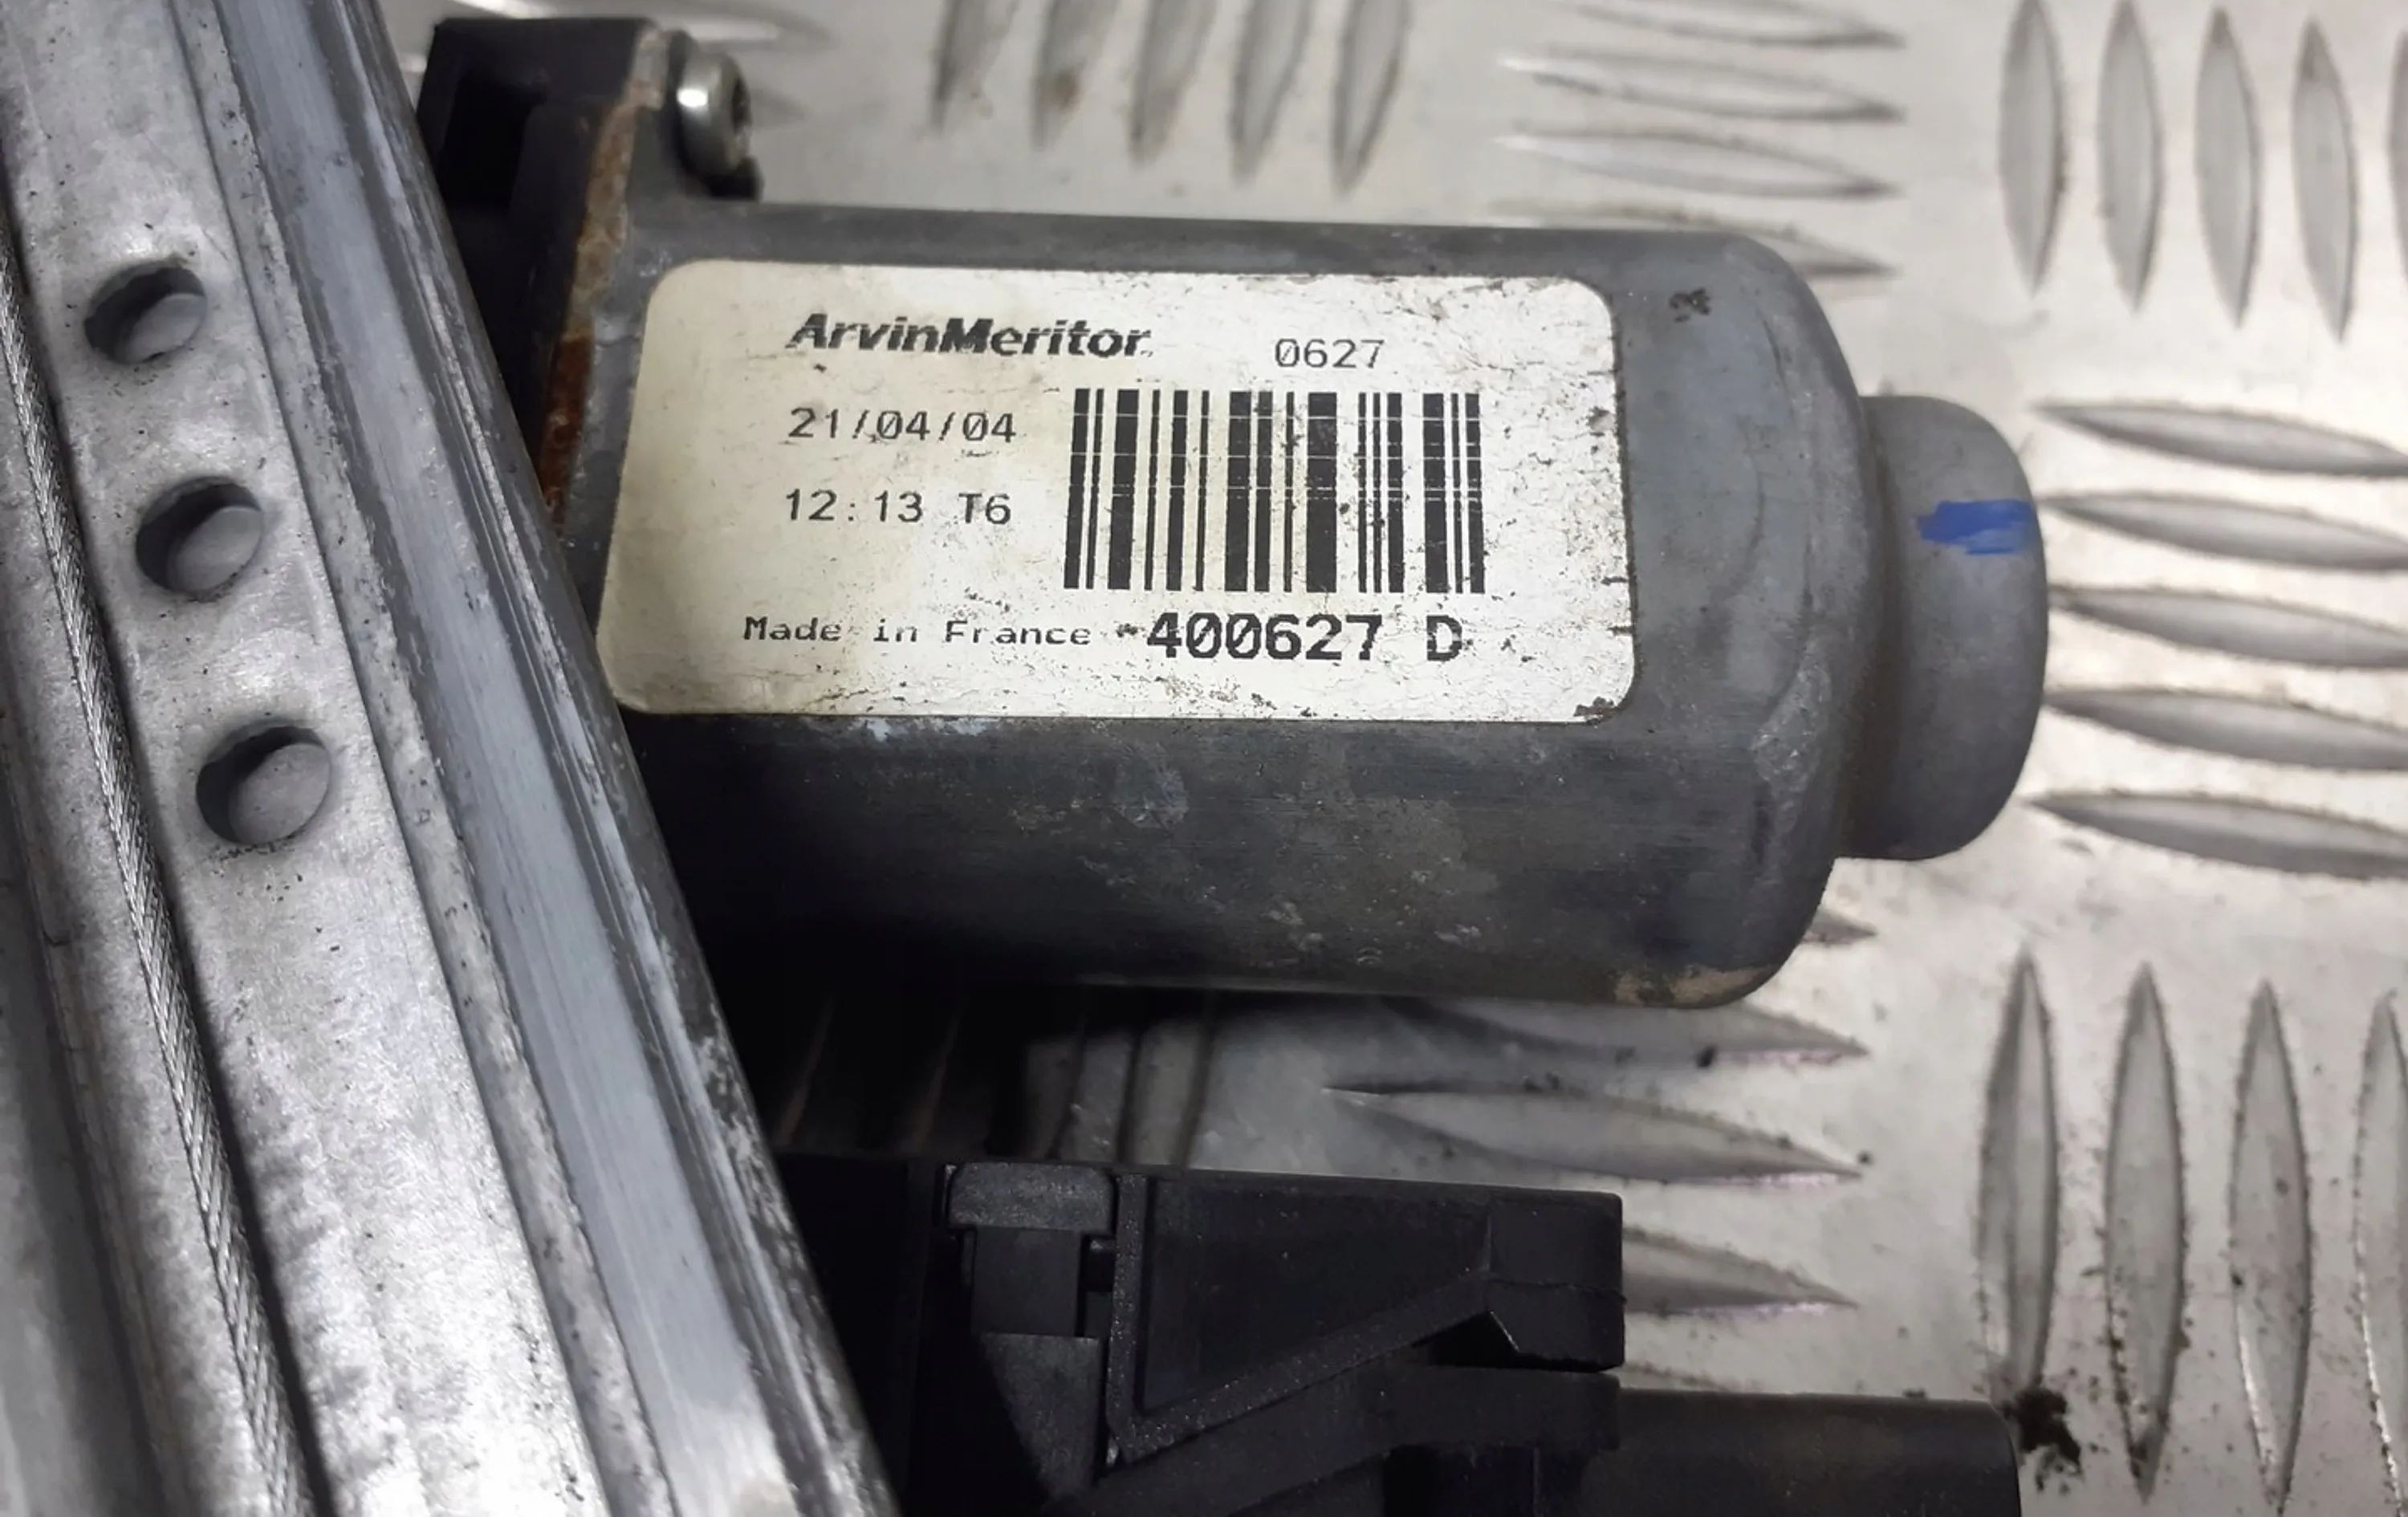 ArvinMeritor 0627
21/04/04
12:13 T6
Made in France 400627 D